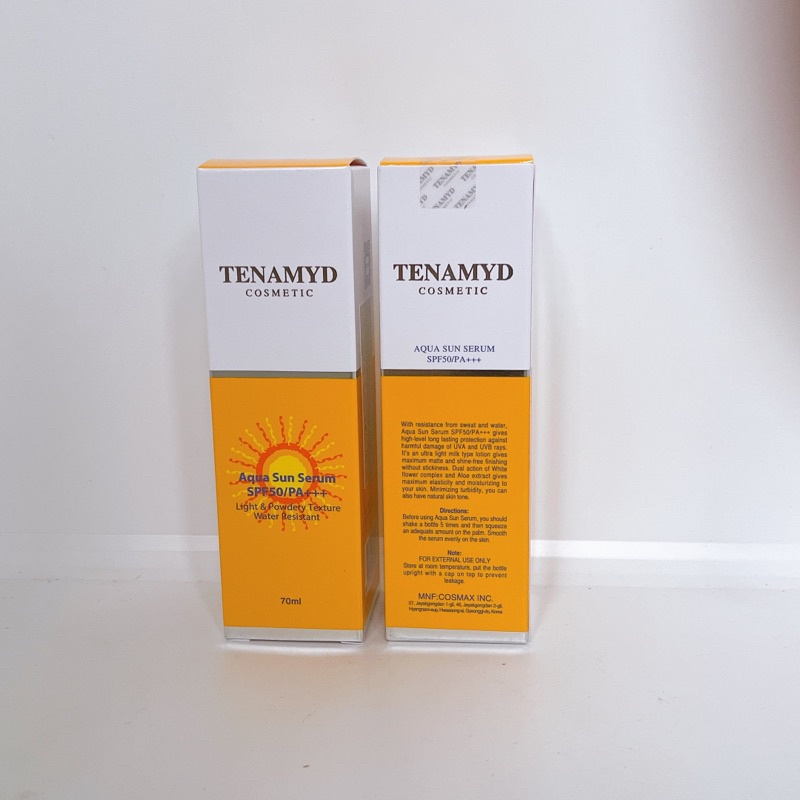 TENAMYD
COSMETIC
Aqua Sun Serum
SPF50/PA+++
Light & Powdery Texture
Water Resistant
70ml
TENAMYD
TENAMYD
TENAMYD
COSMETIC
AQUA SUN SERUM
SPF50/PA+++
With resistance from sweat and water,
Aqua Sun Serum SPF50/PA+++ gives
high-level long lasting protection against
harmful damage of UVA and UVB rays.
It's an ultra light milk type lotion gives
maximum matte and shine-free finishing
without stickiness. Dual action of White
flower complex and Aloe extract gives
maximum elasticity and moisturizing to
your skin. Minimizing turbidity, you can
also have natural skin tone.
Directions:
Before using Aqua Sun Serum, you should
shake a bottle 5 times and then squeeze
an adequate amount on the palm. Smooth
the serum evenly on the skin.
Note:
FOR EXTERNAL USE ONLY
Store at room temperature, put the bottle
upright with a cap on top to prevent
leakage.
MNF:COSMAX INC.
Gyeonggi-do, Korea